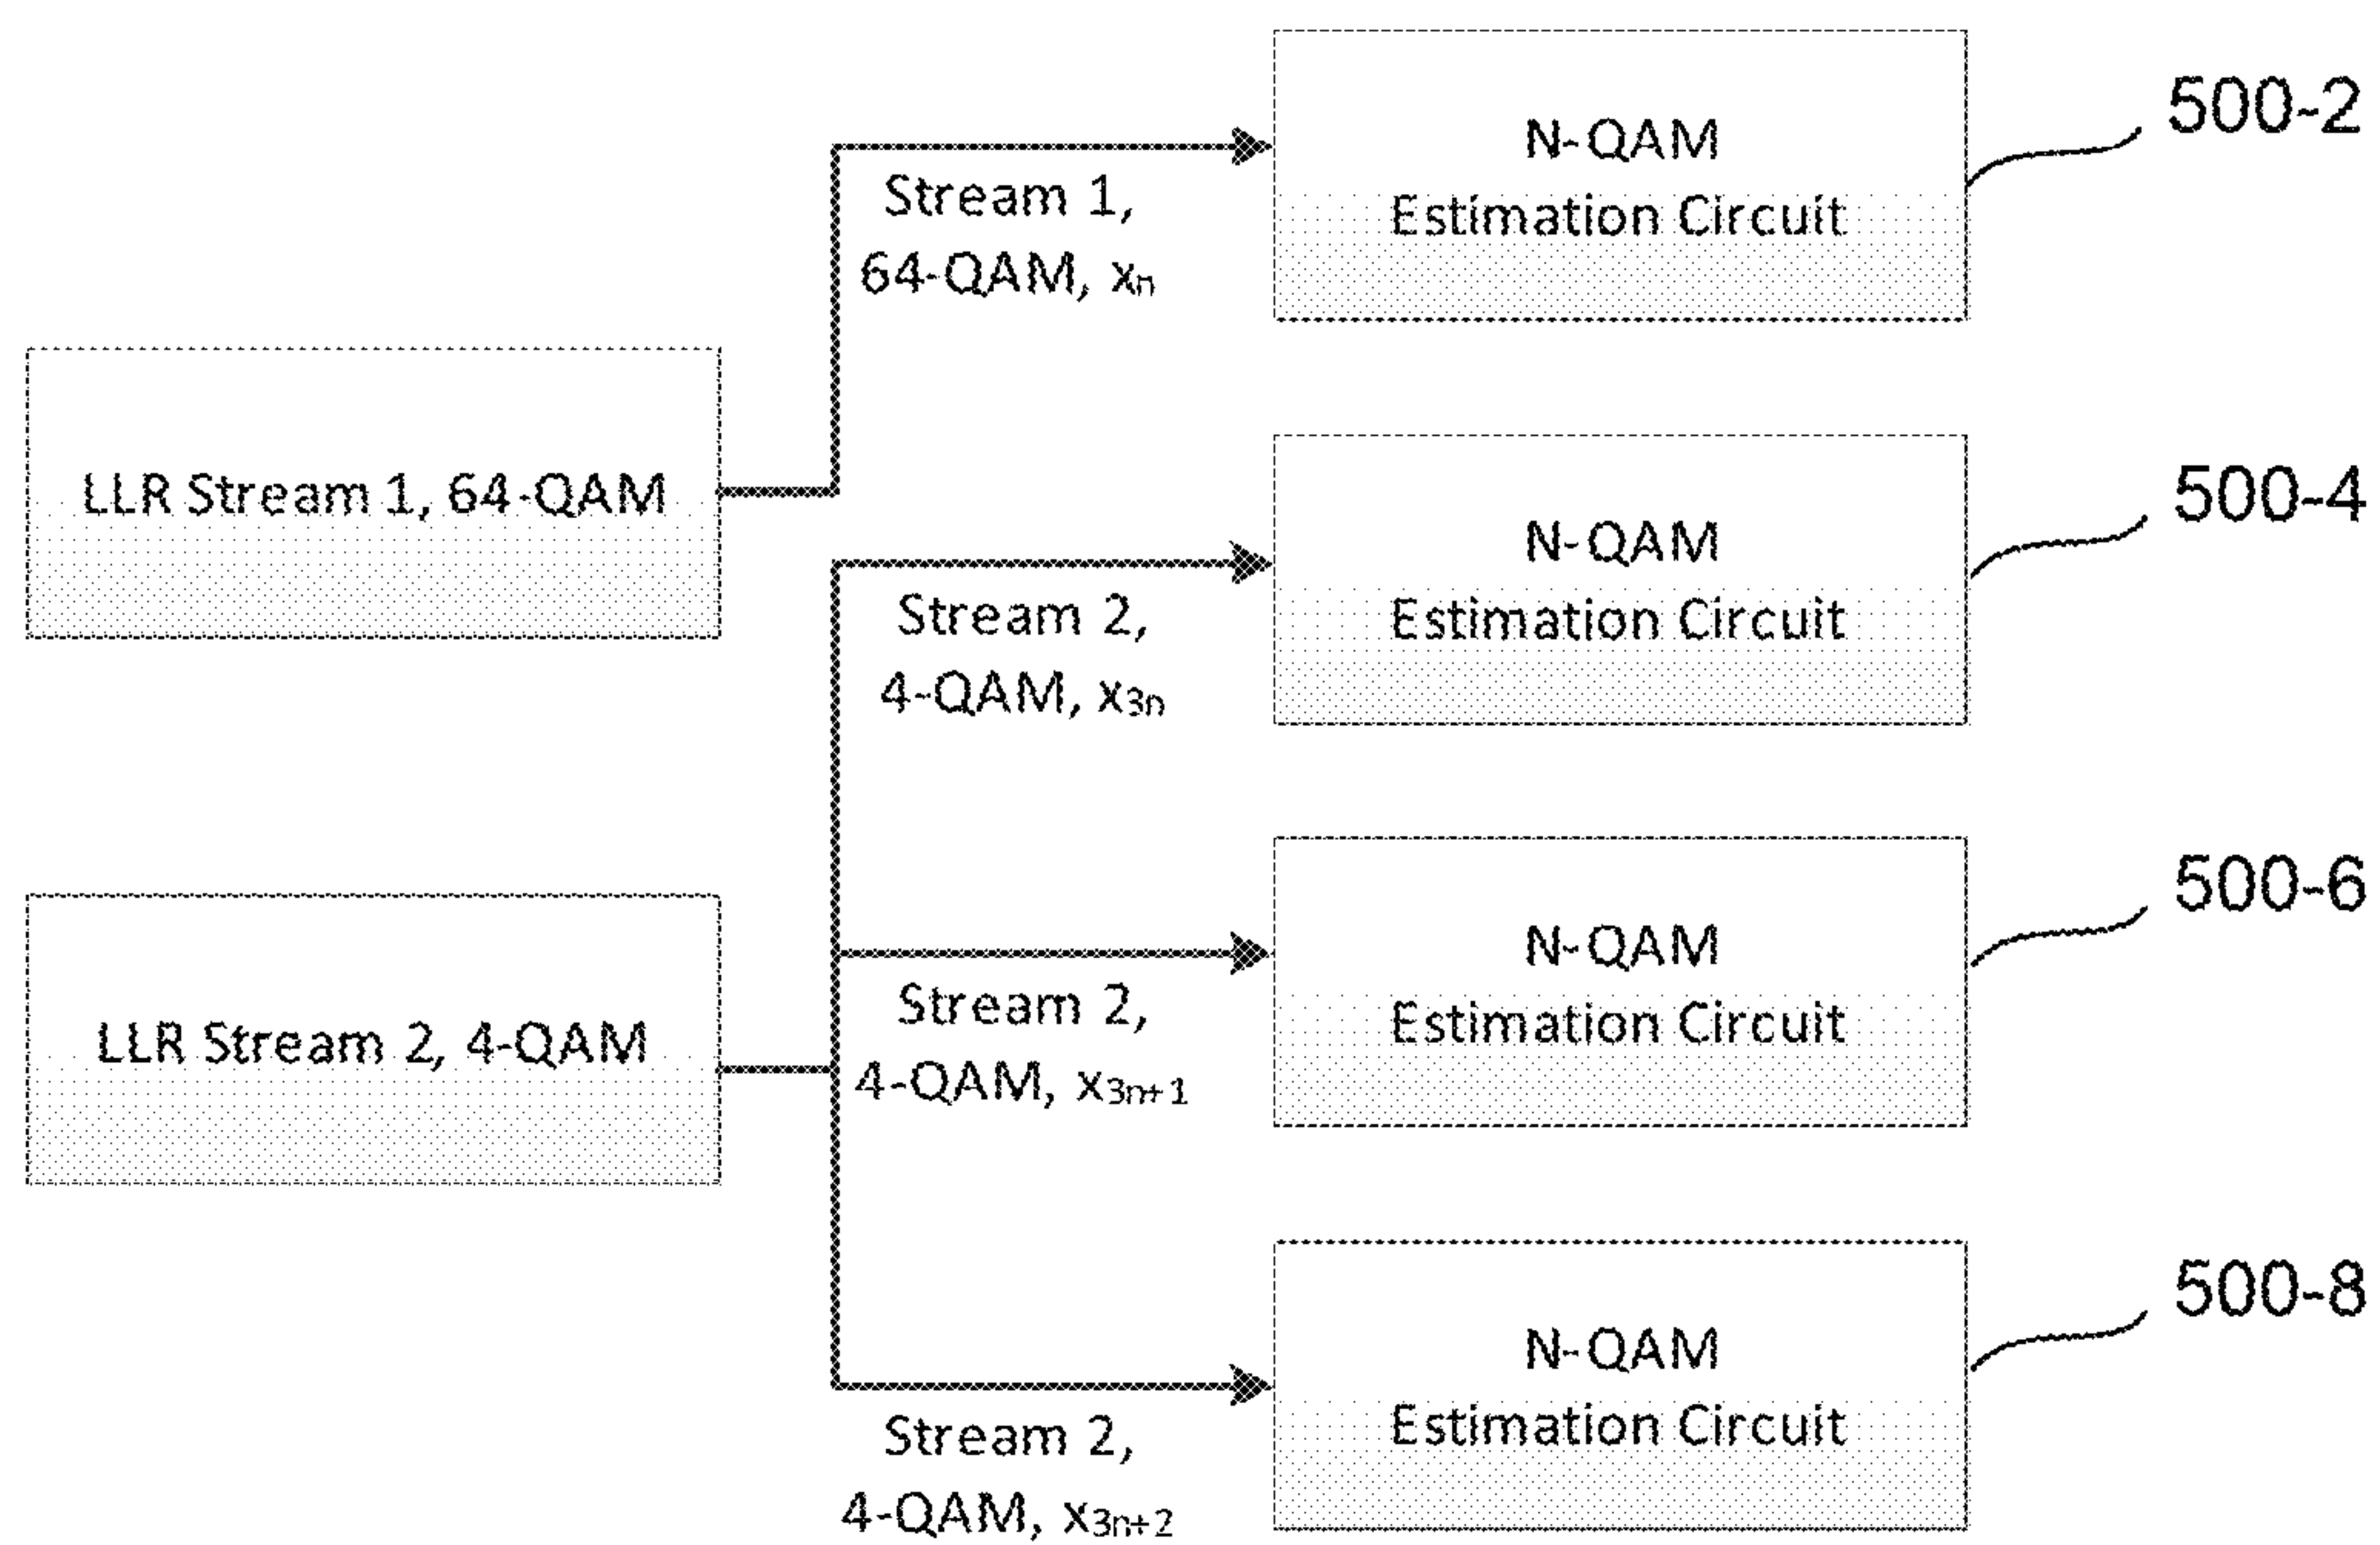 N-QAM
Estimation Circuit
500-2
Stream 1,
64-QAM, xn
LLR Stream 1, 64-QAM
N-QAM
Estimation Circuit
500-4
Stream 2,
4-QAM, x3n
N-QAM
Estimation Circuit
500-6
LLR Stream 2, 4-QAM
Stream 2,
4-QAM, x3n+1
N-QAM
Estimation Circuit
500-8
Stream 2,
4-QAM, x3n+2